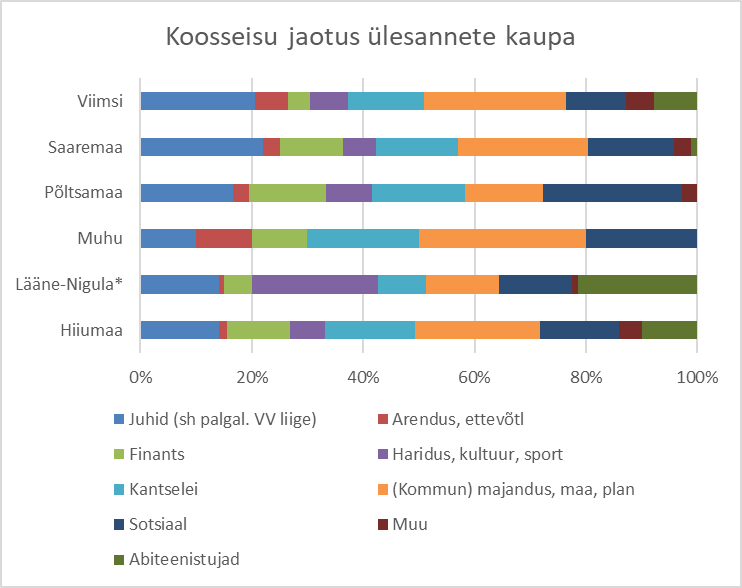 Koosseisu jaotus ülesannete kaupa
Viimsi
Saaremaa
Põltsamaa
Muhu
Lääne-Nigula*
Hiiumaa
0% 20% 40% 60% 80% 100%
Juhid (sh palgal. VV liige) Arendus, ettevõtl
Finants Haridus, kultuur, sport
Kantselei (Kommun) majandus, maa, plan
Sotsiaal Muu
Abiteenistujad